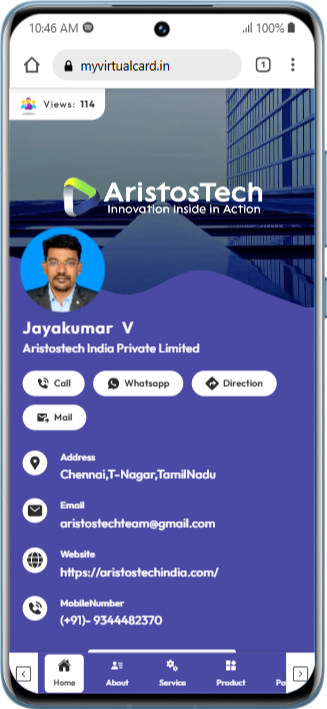 10:46 AM
100%
myvirtualcard.in
1
Views: 114
AristosTech
Innovation Inside in Action
Jayakumar V
Aristostech India Private Limited
Call
Whatsapp
Direction
Mail
Address
Chennai,T-Nagar,TamilNadu
Email
aristostechteam@gmail.com
Website
https://aristostechindia.com/
MobileNumber
(+91)- 9344482370
Home
About
Service
Product
Pa